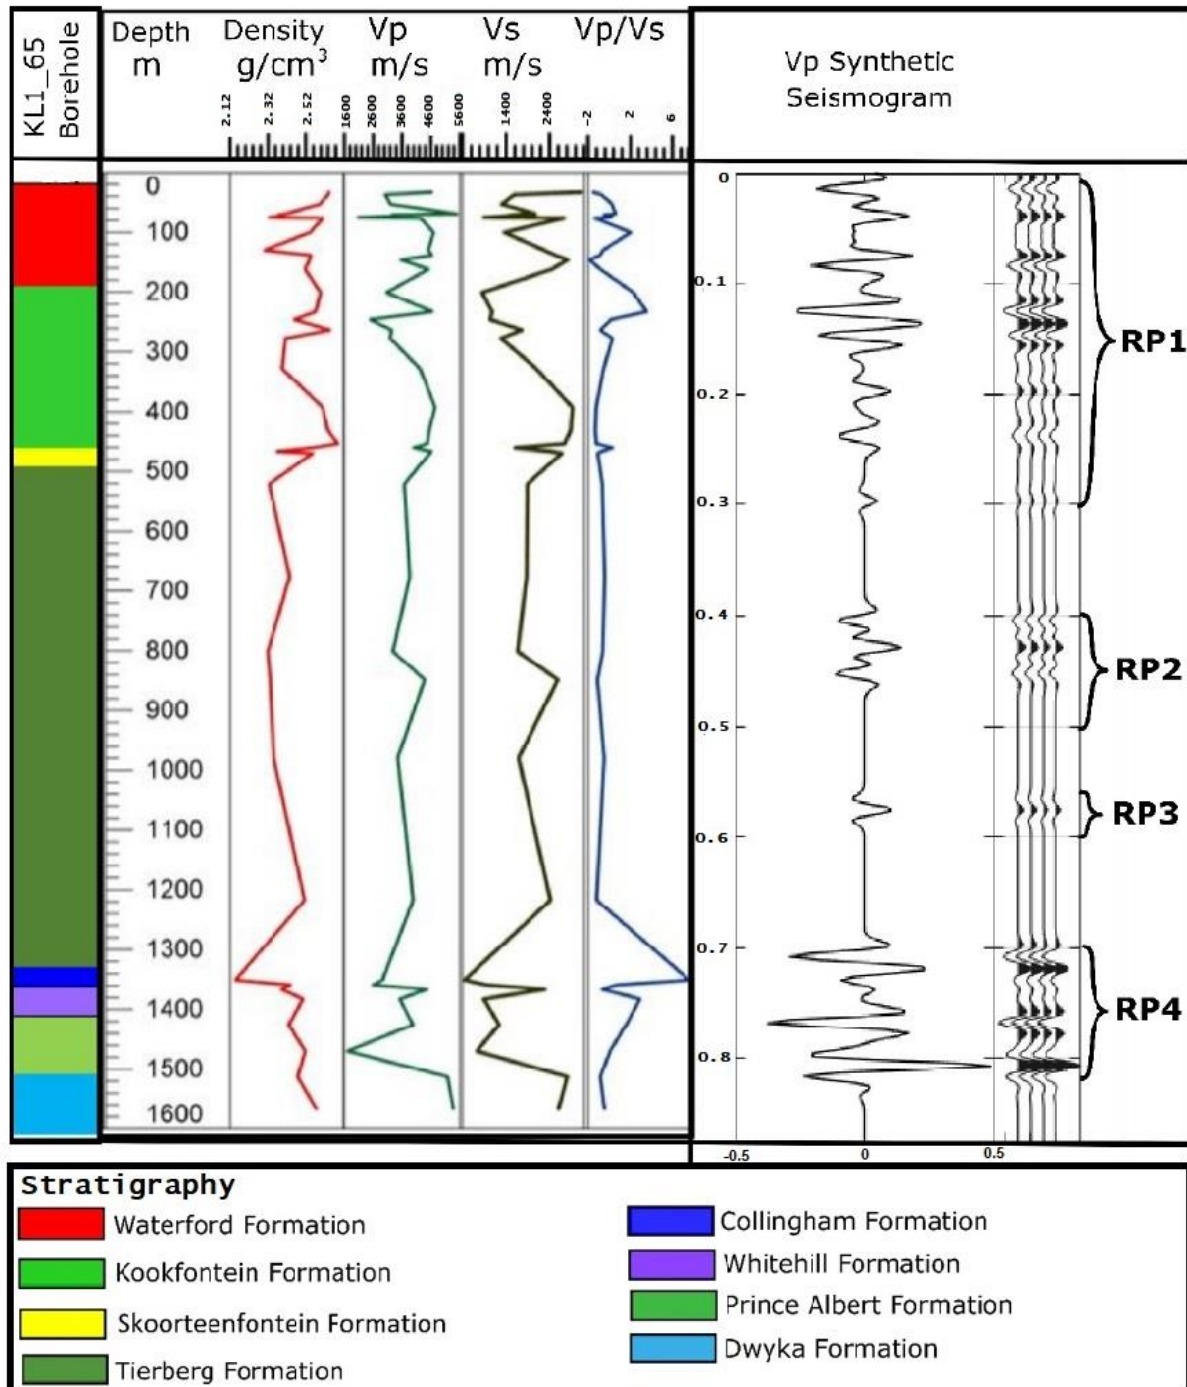 KL1_65
Borehole
Depth
m
Density
g/cm³
Vp
m/s
Vs
m/s
Vp/Vs
Vp Synthetic
Seismogram
2.12
2.32
2.52
1600
2600
3600
4600
5600
1400
2400
-2
2
6
0
100
200
300
400
500
600
700
800
900
1000
1100
1200
1300
1400
1500
1600
0
0.1
0.2
0.3
0.4
0.5
0.6
0.7
0.8
-0.5
0
0.5
RP1
RP2
RP3
RP4
Stratigraphy
Waterford Formation
Kookfontein Formation
Skoorteenfontein Formation
Tierberg Formation
Collingham Formation
Whitehill Formation
Prince Albert Formation
Dwyka Formation